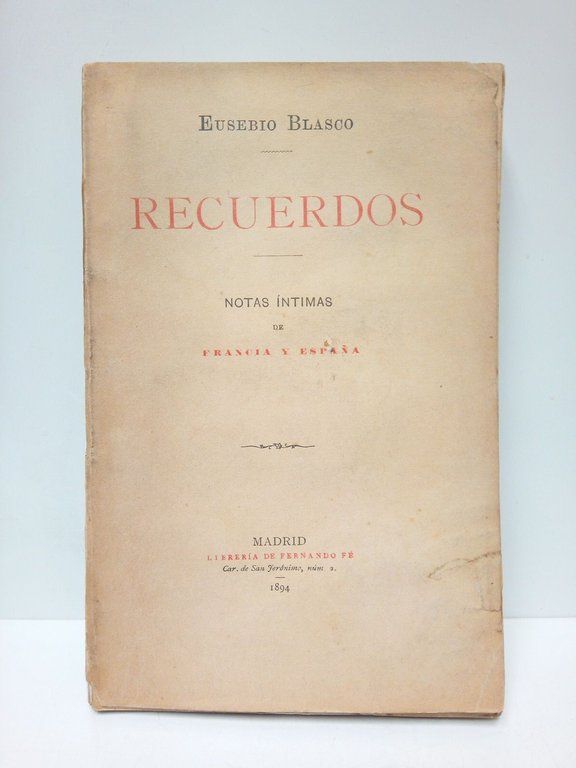 Eusebio Blasco
RECUERDOS
NOTAS ÍNTIMAS
DE
FRANCIA Y ESPAÑA
MADRID
LIBRERÍA DE FERNANDO FÉ
Car. de San Jerónimo, núm 2.
1894